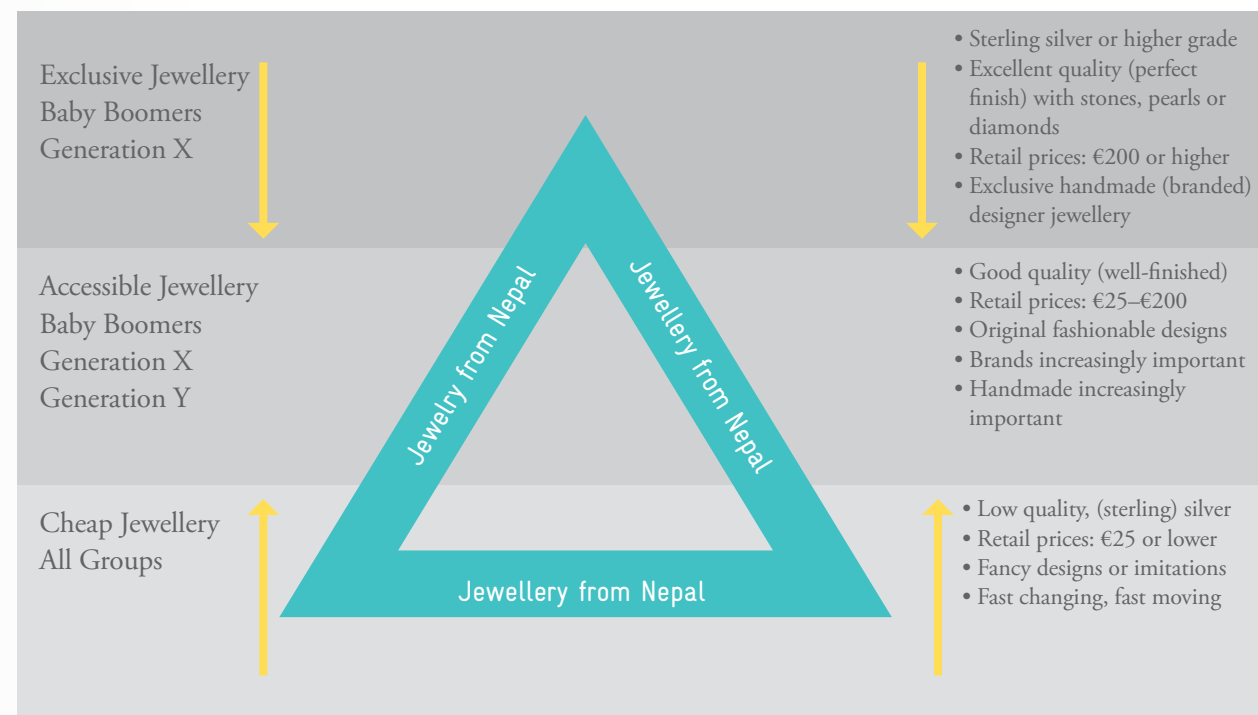 Exclusive Jewellery
Baby Boomers
Generation X
• Sterling silver or higher grade
• Excellent quality (perfect
finish) with stones, pearls or
diamonds
• Retail prices: €200 or higher
• Exclusive handmade (branded)
designer jewellery
Accessible Jewellery
Baby Boomers
Generation X
Generation Y
Jewelry from Nepal
Jewellery from Nepal
• Good quality (well-finished)
• Retail prices: €25–€200
• Original fashionable designs
• Brands increasingly important
• Handmade increasingly
important
Cheap Jewellery
All Groups
Jewellery from Nepal
• Low quality, (sterling) silver
• Retail prices: €25 or lower
• Fancy designs or imitations
• Fast changing, fast moving